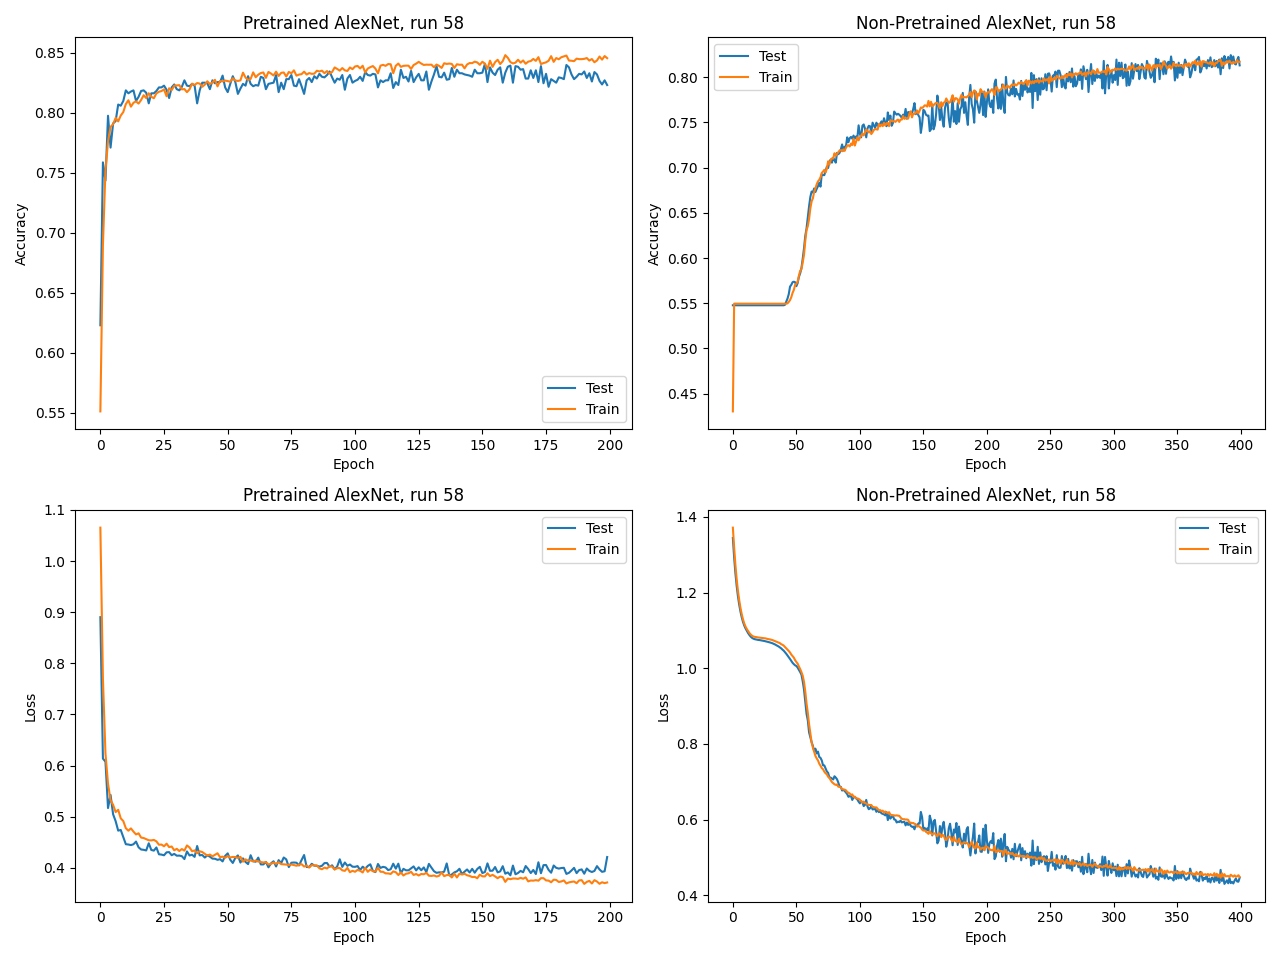 Pretrained AlexNet, run 58
0.85
0.80
0.75
0.70
0.65
0.60
0.55
Accuracy
Test
Train
0 25 50 75 100 125 150 175 200
Epoch
Non-Pretrained AlexNet, run 58
Test
Train
0.80
0.75
0.70
0.65
0.60
0.55
0.50
0.45
Accuracy
0 50 100 150 200 250 300 350 400
Epoch
Pretrained AlexNet, run 58
Test
Train
1.1
1.0
0.9
0.8
0.7
0.6
0.5
0.4
Loss
0 25 50 75 100 125 150 175 200
Epoch
Non-Pretrained AlexNet, run 58
Test
Train
1.4
1.2
1.0
0.8
0.6
0.4
Loss
0 50 100 150 200 250 300 350 400
Epoch